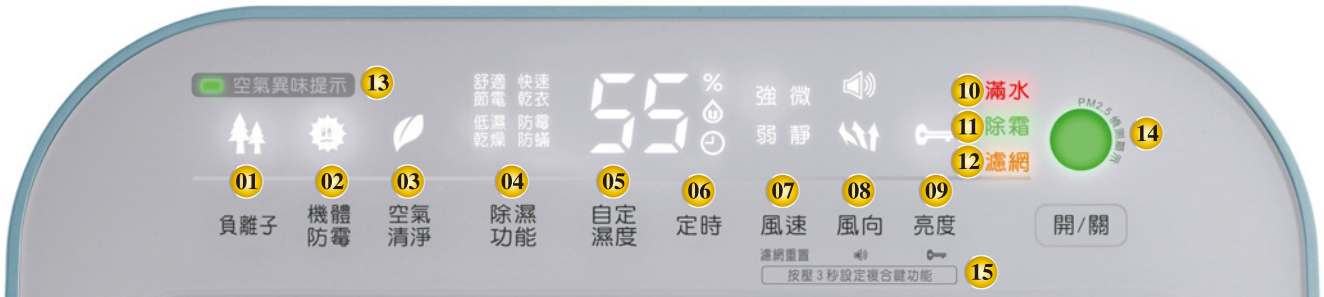 空氣異味提示 13
舒適節電 快速乾衣
低濕乾燥 防霉防蟎
55 %
強 微
弱 靜
10 滿水
11 除霜
12 濾網
PM2.5偵測顯示 14
01 02 03 04 05 06 07 08 09
負離子
機體防霉
空氣清淨
除濕功能
自定濕度
定時
風速
風向
亮度
開/關
濾網重置
按壓3秒設定複合鍵功能 15